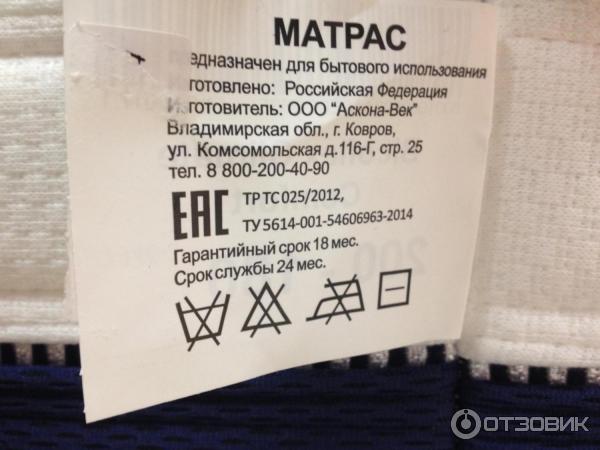 МАТРАС
едназначен для бытового использования
готовлено: Российская Федерация
Изготовитель: ООО "Аскона-Век"
Владимирская обл., г. Ковров,
ул. Комсомольская д.116-Г, стр. 25
тел. 8 800-200-40-90
ЕАС ТР ТС 025/2012,
ТУ 5614-001-54606963-2014
Гарантийный срок 18 мес.
Срок службы 24 мес.
ОТЗОВИК